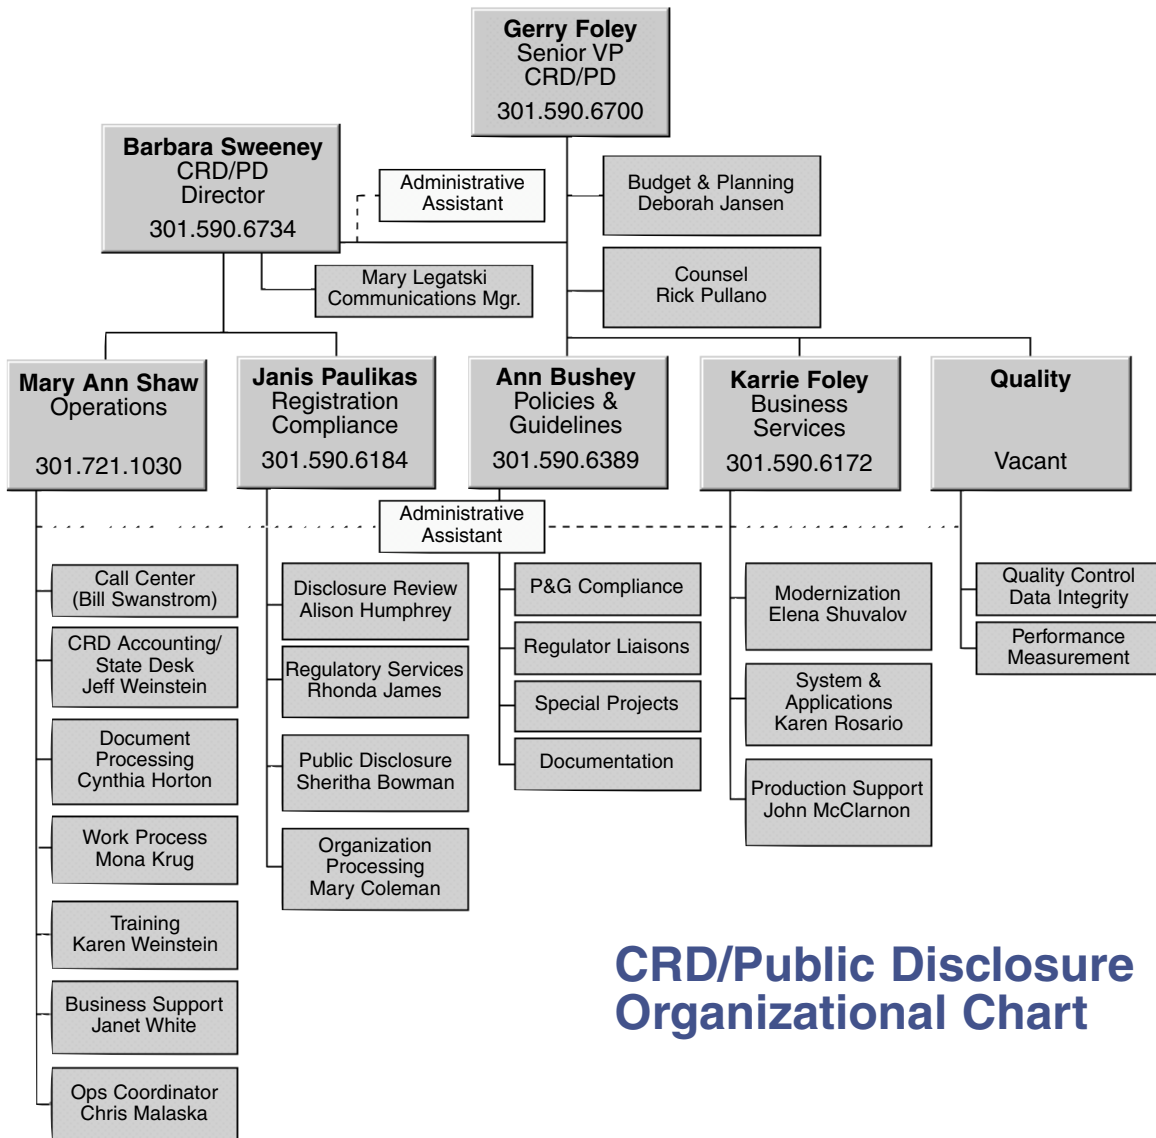 Gerry Foley
Senior VP
CRD/PD
301.590.6700
Barbara Sweeney
CRD/PD
Director
301.590.6734
Administrative
Assistant
Budget & Planning
Deborah Jansen
Mary Legatski
Communications Mgr.
Counsel
Rick Pullano
Mary Ann Shaw
Operations
301.721.1030
Janis Paulikas
Registration
Compliance
301.590.6184
Ann Bushey
Policies &
Guidelines
301.590.6389
Karrie Foley
Business
Services
301.590.6172
Quality
Vacant
Administrative
Assistant
Call Center
(Bill Swanstrom)
CRD Accounting/
State Desk
Jeff Weinstein
Document
Processing
Cynthia Horton
Work Process
Mona Krug
Training
Karen Weinstein
Business Support
Janet White
Ops Coordinator
Chris Malaska
Disclosure Review
Alison Humphrey
Regulatory Services
Rhonda James
Public Disclosure
Sheritha Bowman
Organization
Processing
Mary Coleman
P&G Compliance
Regulator Liaisons
Special Projects
Documentation
Modernization
Elena Shuvalov
System &
Applications
Karen Rosario
Production Support
John McClarnon
Quality Control
Data Integrity
Performance
Measurement
CRD/Public Disclosure
Organizational Chart